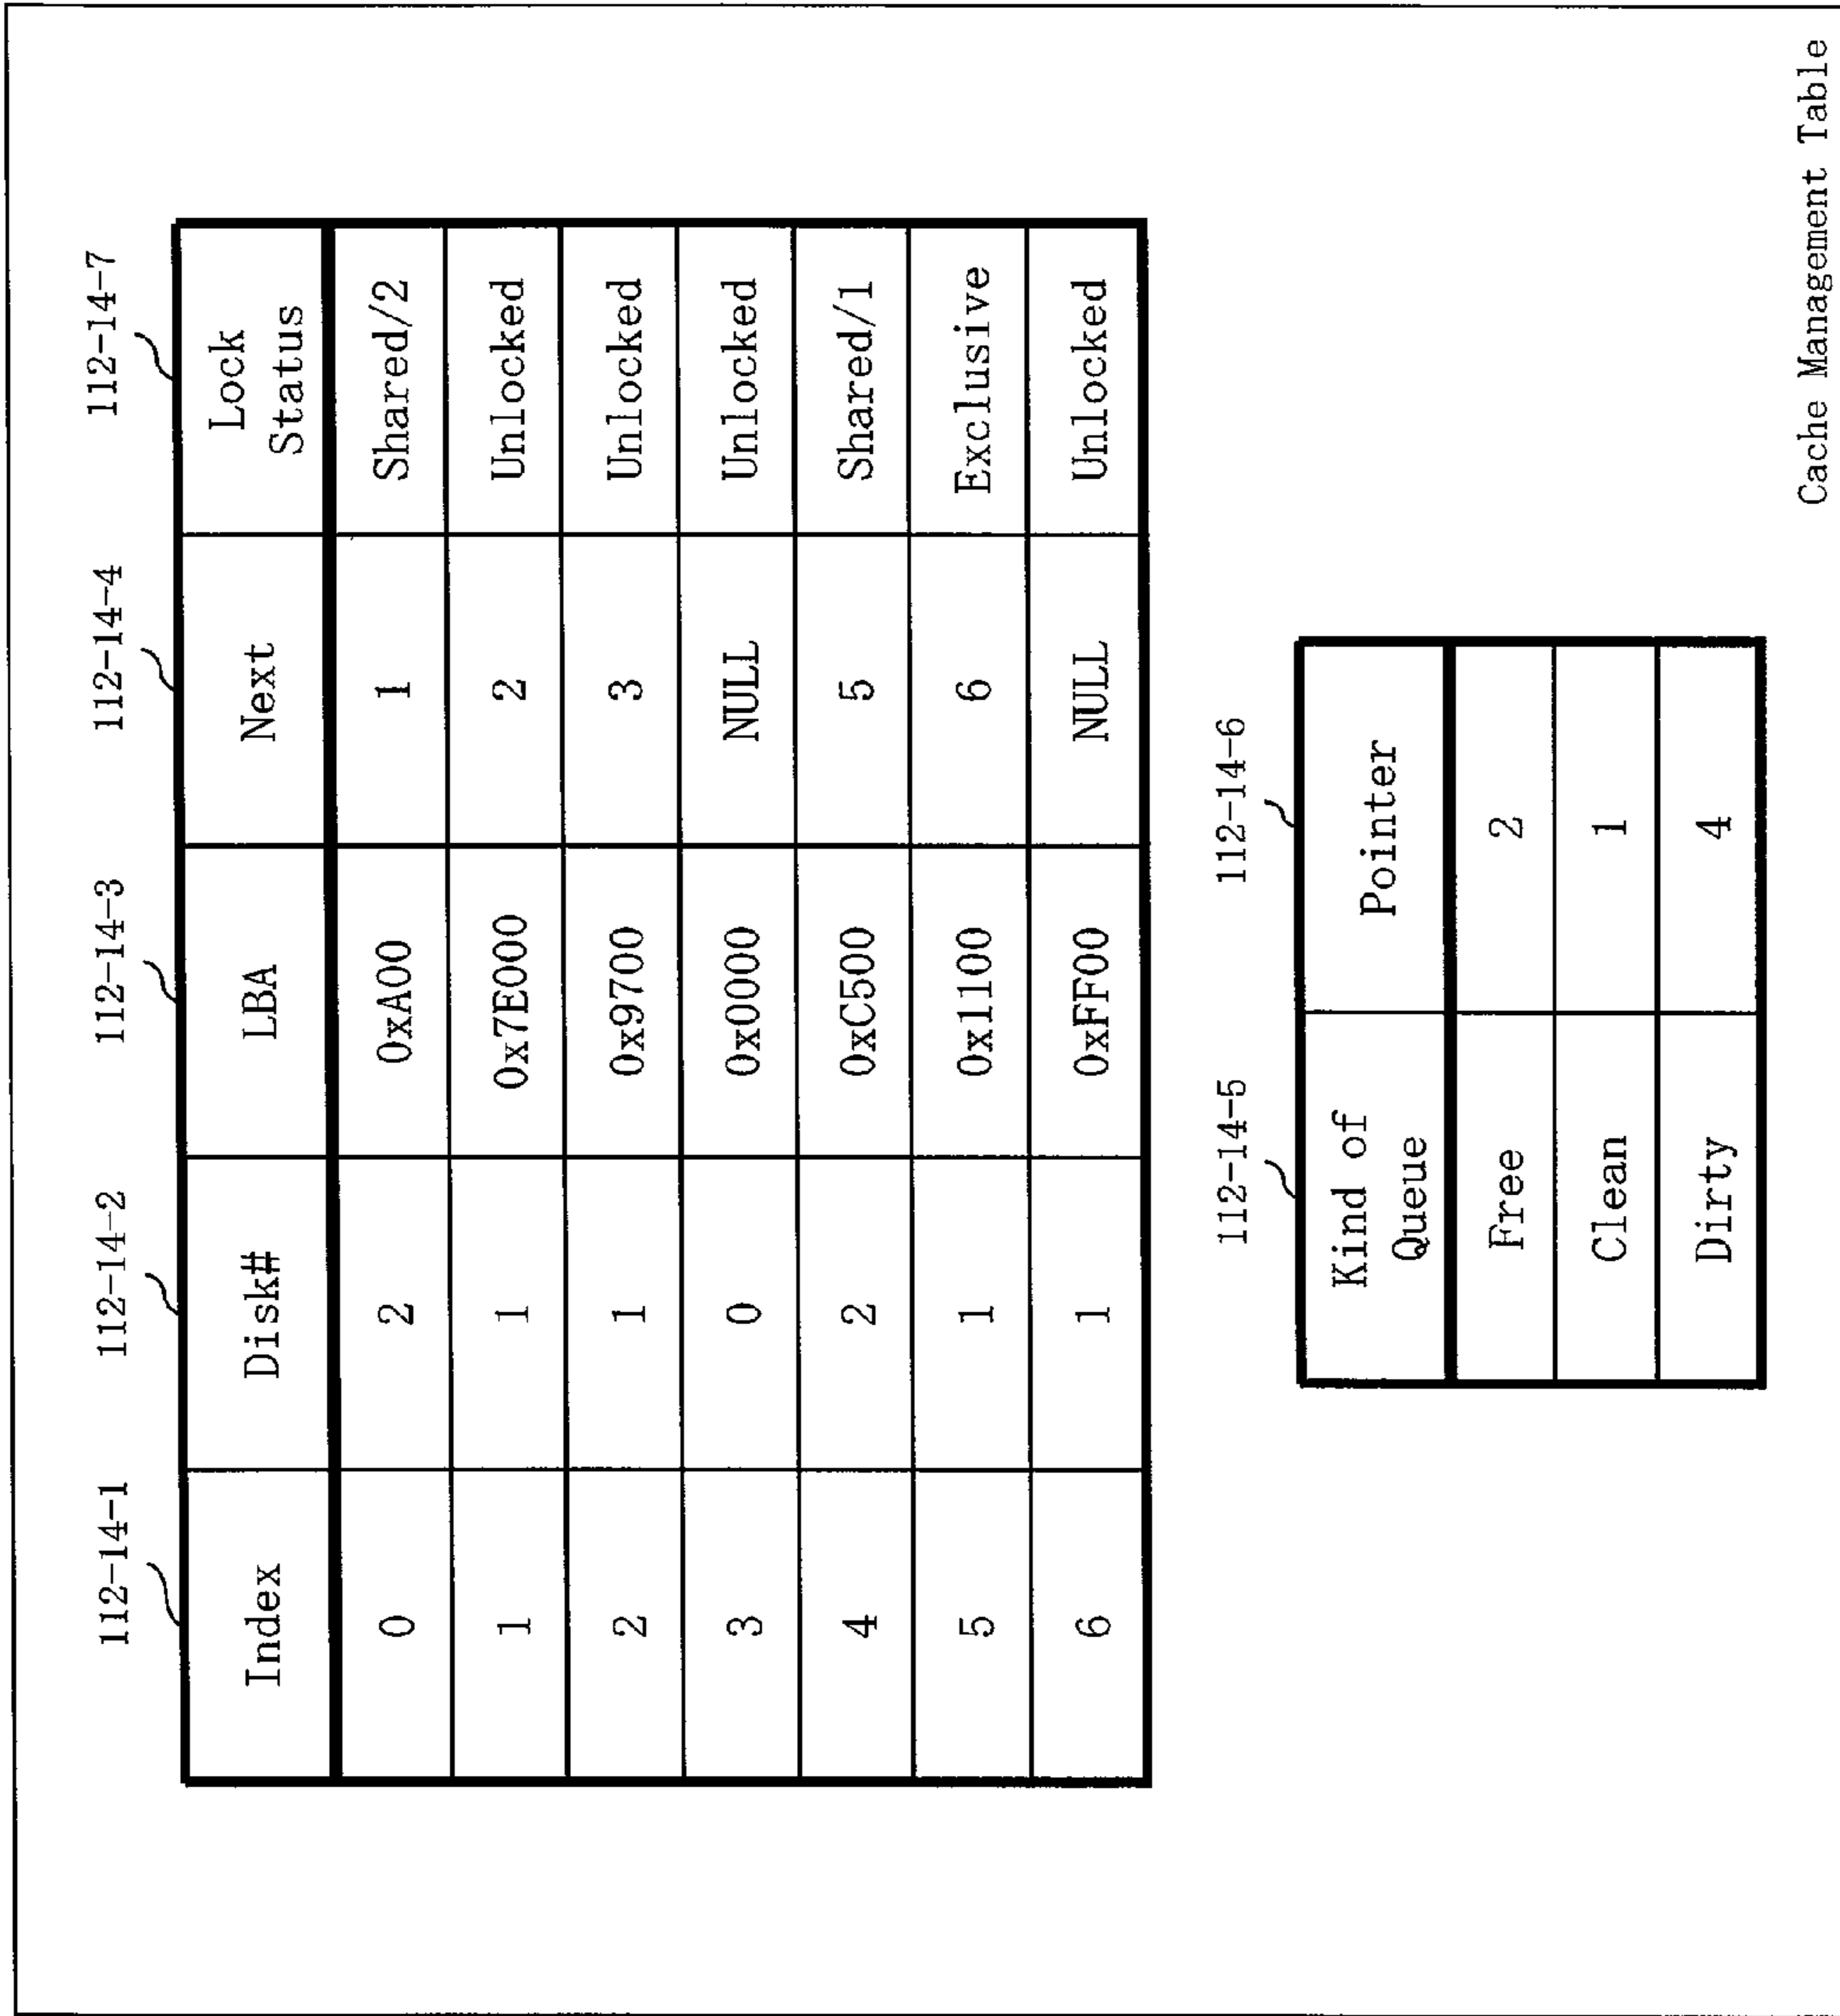 112-14-1 112-14-2 112-14-3 112-14-4 112-14-7
Index Disk# LBA Next Lock
Status
0 2 0xA00 1 Shared/2
1 1 0x7E000 2 Unlocked
2 1 0x9700 3 Unlocked
3 0 0x0000 NULL Unlocked
4 2 0xC500 5 Shared/1
5 1 0x1100 6 Exclusive
6 1 0xFF00 NULL Unlocked
112-14-5 112-14-6
Kind of Pointer
Queue
Free 2
Clean 1
Dirty 4
Cache Management Table